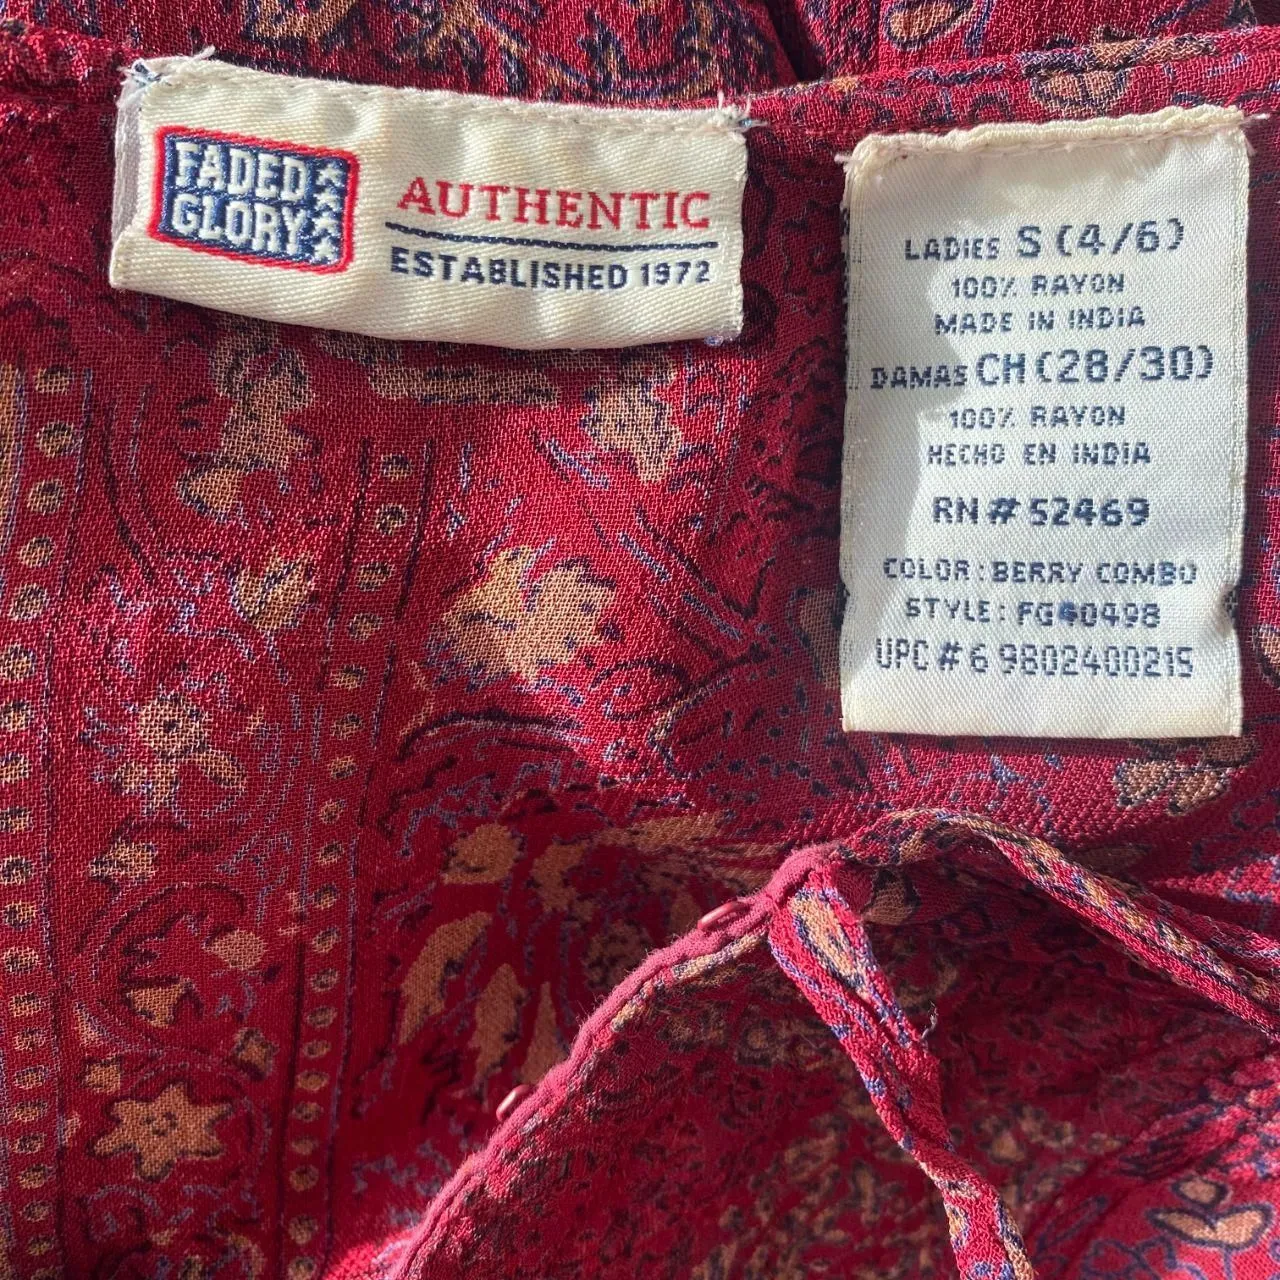 FADED
GLORY
AUTHENTIC
ESTABLISHED 1972
LADIES S (4/6)
100% RAYON
MADE IN INDIA
DAMAS CH (28/30)
100% RAYON
HECHO EN INDIA
RN # 52469
COLOR : BERRY COMBO
STYLE : FG60498
UPC # 6 9802400215